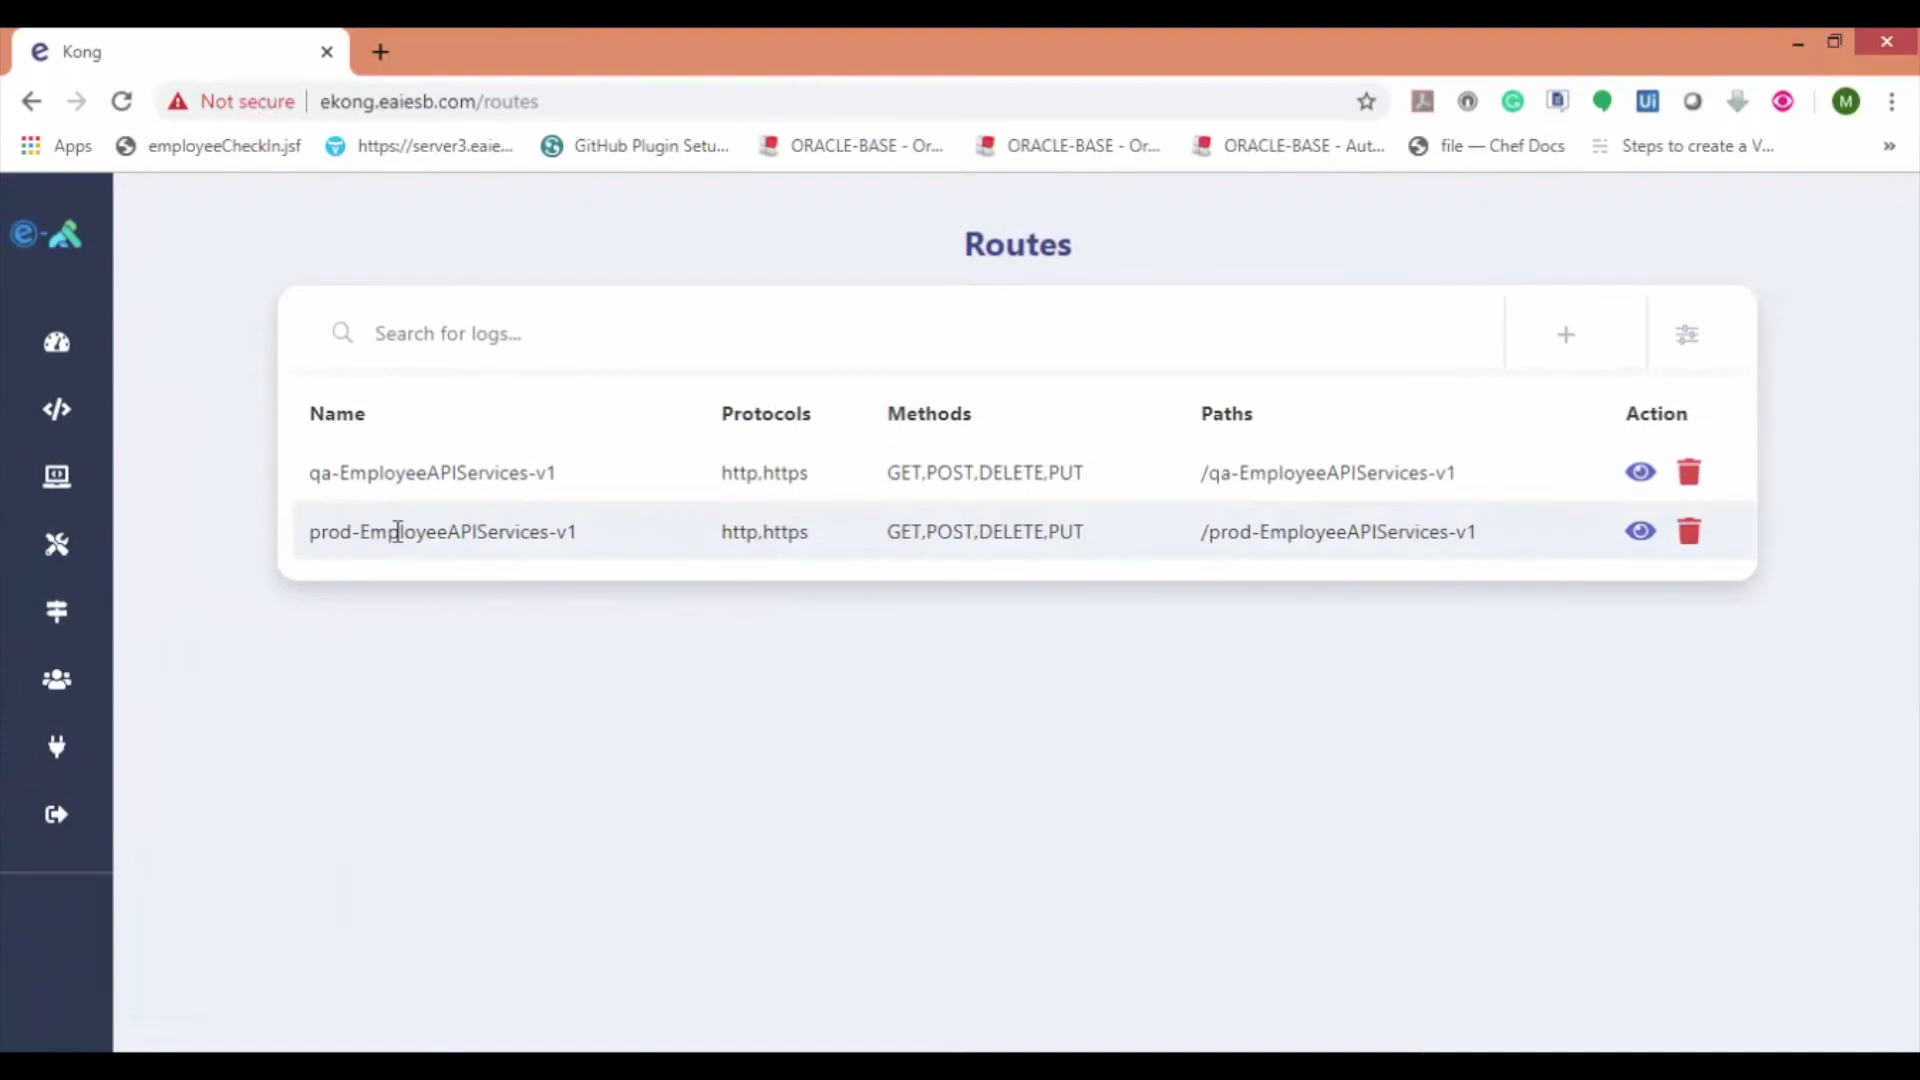 Kong
Not secure ekong.eaiesb.com/routes
Ui
M
Apps employeeCheckIn.jsf https://server3.eaie... GitHub Plugin Setu... ORACLE-BASE - Or... ORACLE-BASE - Or... ORACLE-BASE - Aut... file — Chef Docs Steps to create a V... »
Routes
Search for logs...
Name Protocols Methods Paths Action
qa-EmployeeAPIServices-v1 http,https GET,POST,DELETE,PUT /qa-EmployeeAPIServices-v1
prod-EmployeeAPIServices-v1 http,https GET,POST,DELETE,PUT /prod-EmployeeAPIServices-v1